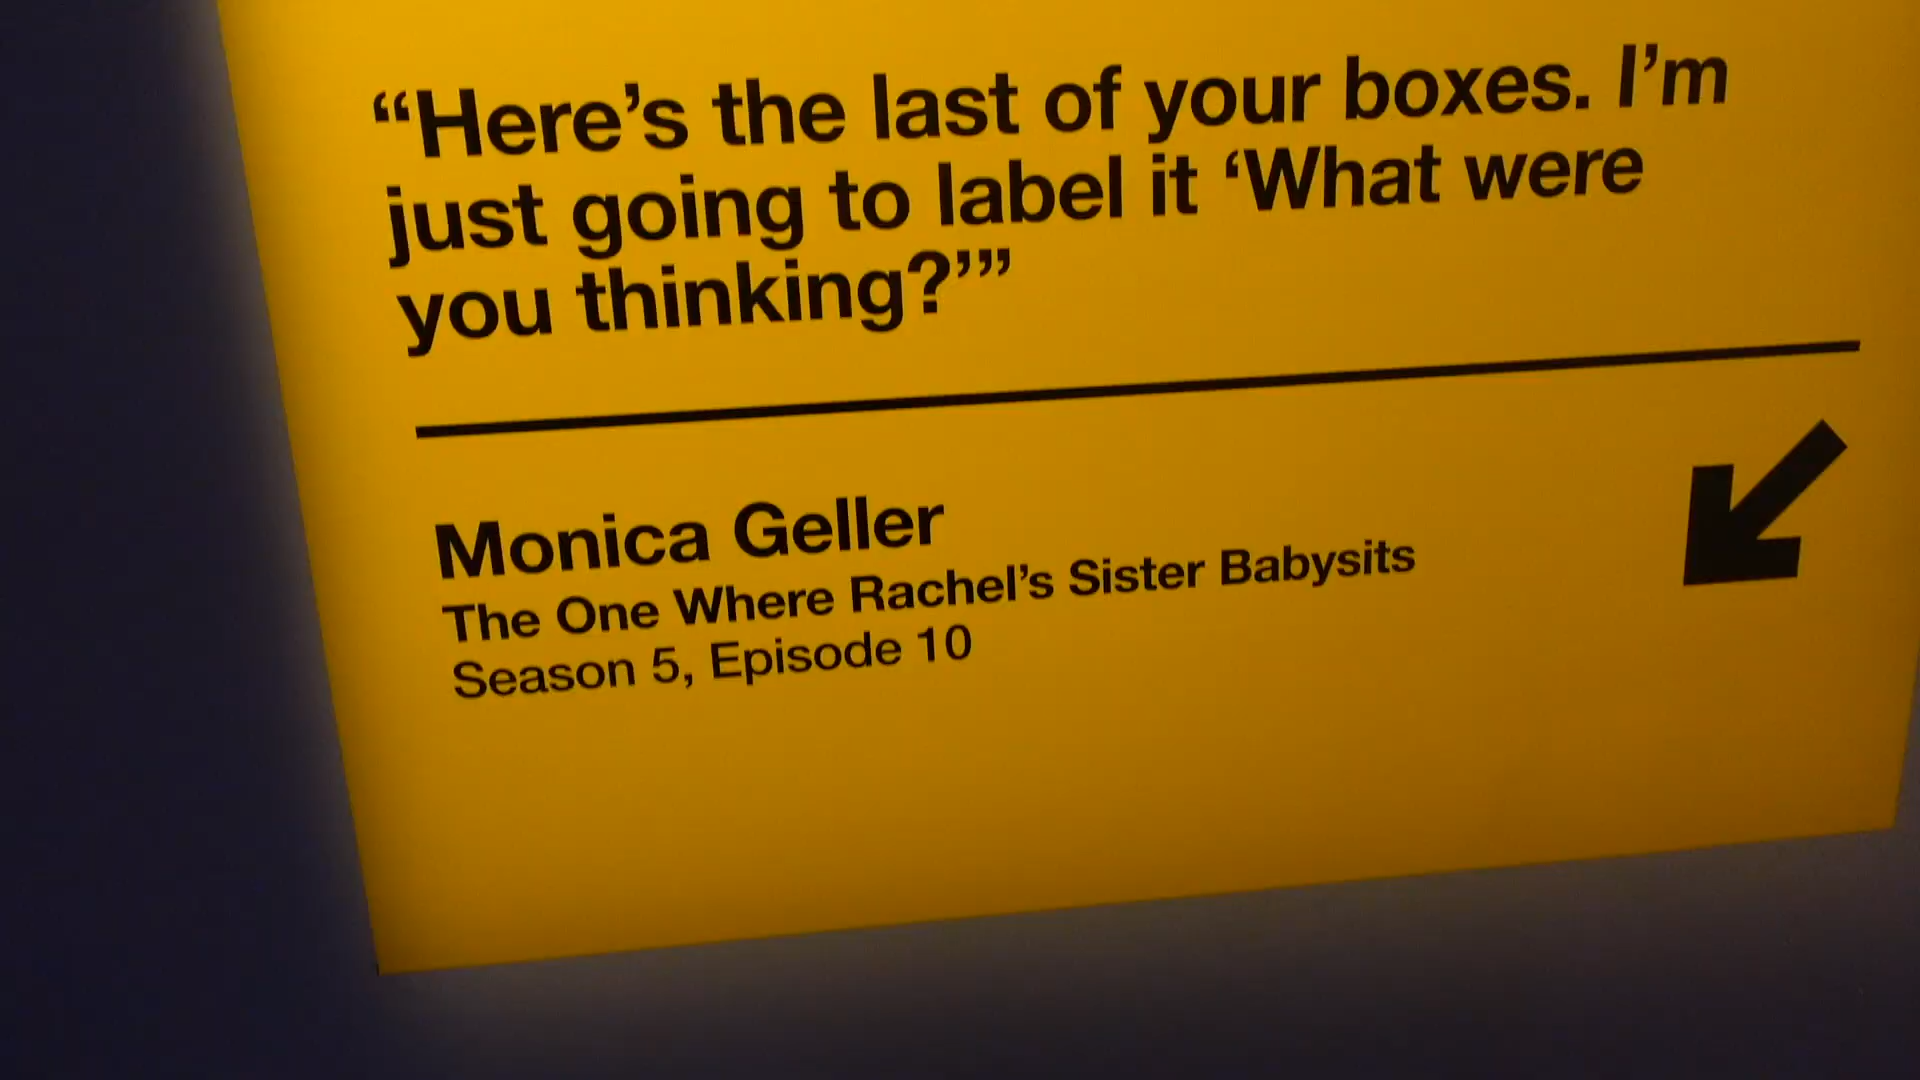 “Here’s the last of your boxes. I’m
just going to label it ‘What were
you thinking?’”
Monica Geller
The One Where Rachel’s Sister Babysits
Season 5, Episode 10